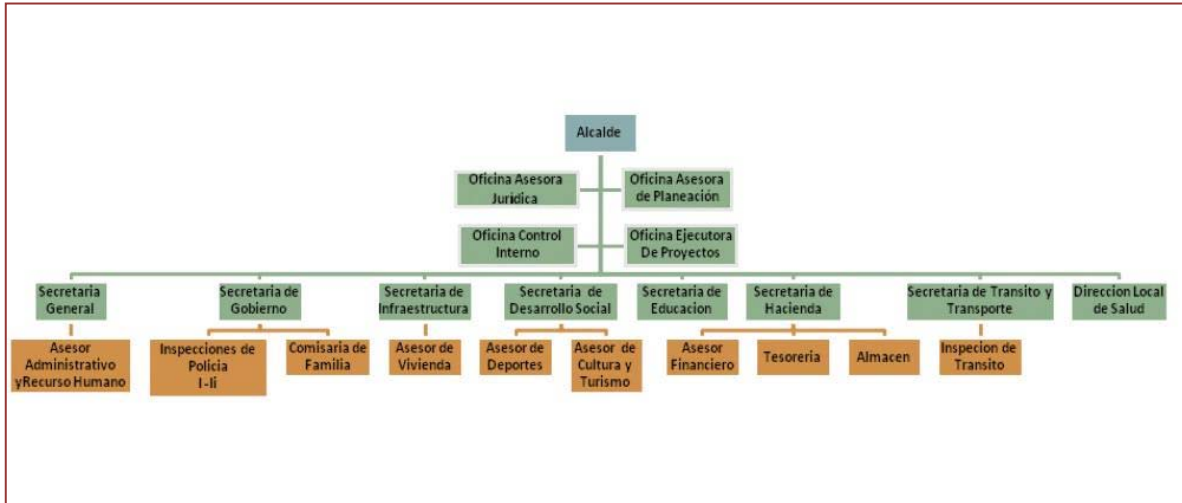 Alcalde
Oficina Asesora
Jurídica
Oficina Asesora
de Planeación
Oficina Control
Interno
Oficina Ejecutora
De Proyectos
Secretaria
General
Secretaria de
Gobierno
Secretaria de
Infraestructura
Secretaria de
Desarrollo Social
Secretaria de
Educacion
Secretaria de
Hacienda
Secretaria de Transito y
Transporte
Direccion Local
de Salud
Asesor
Administrativo
yRecurso Humano
Inspecciones de
Policia
I-Ii
Comisaria de
Familia
Asesor de
Vivienda
Asesor de
Deportes
Asesor de
Cultura y
Turismo
Asesor
Financiero
Tesoreria
Almacen
Inspecion de
Transito